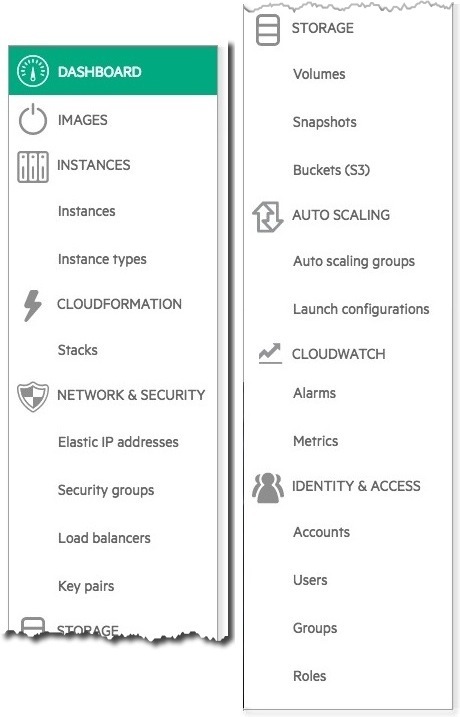 DASHBOARD
IMAGES
INSTANCES
Instances
Instance types
CLOUDFORMATION
Stacks
NETWORK & SECURITY
Elastic IP addresses
Security groups
Load balancers
Key pairs
STORAGE
STORAGE
Volumes
Snapshots
Buckets (S3)
AUTO SCALING
Auto scaling groups
Launch configurations
CLOUDWATCH
Alarms
Metrics
IDENTITY & ACCESS
Accounts
Users
Groups
Roles